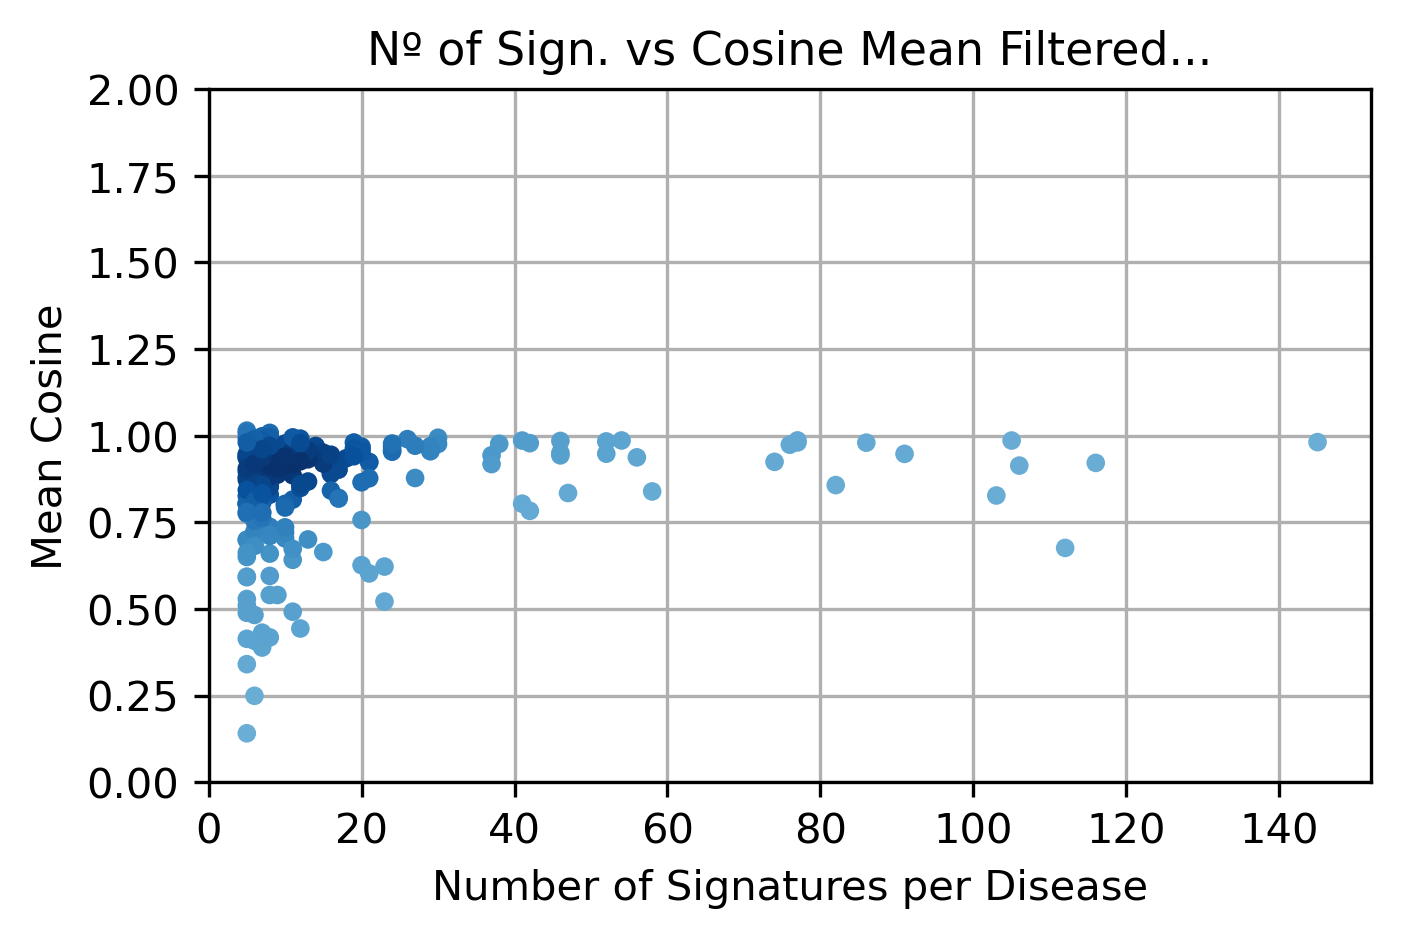 Nº of Sign. vs Cosine Mean Filtered...
2.00
1.75
1.50
1.25
1.00
0.75
0.50
0.25
0.00
Mean Cosine
0 20 40 60 80 100 120 140
Number of Signatures per Disease